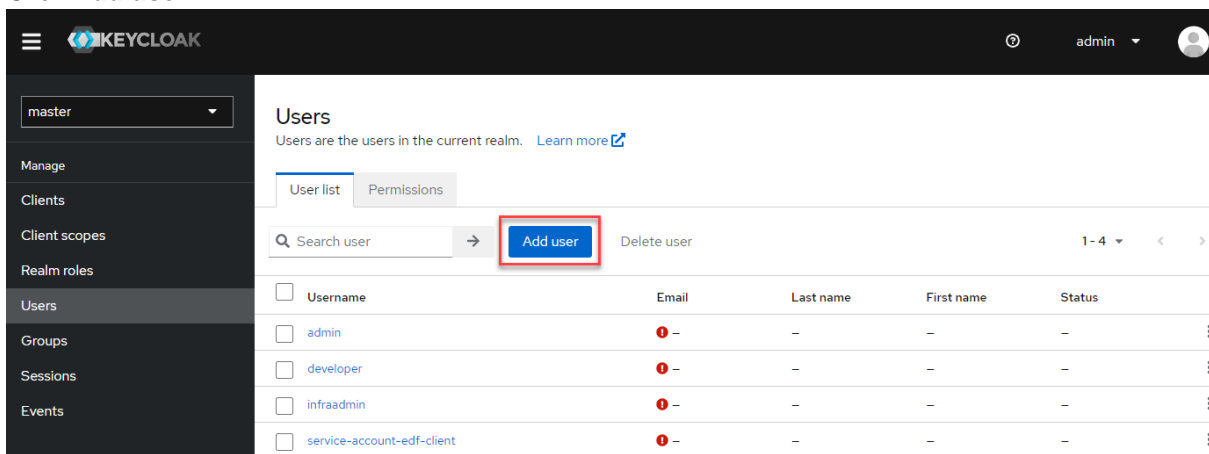 KEYCLOAK
admin
master
Manage
Clients
Client scopes
Realm roles
Users
Groups
Sessions
Events
Users
Users are the users in the current realm. Learn more
User list Permissions
Search user Add user Delete user 1 - 4
Username Email Last name First name Status
admin – – – –
developer – – – –
infraadmin – – – –
service-account-edf-client – – – –